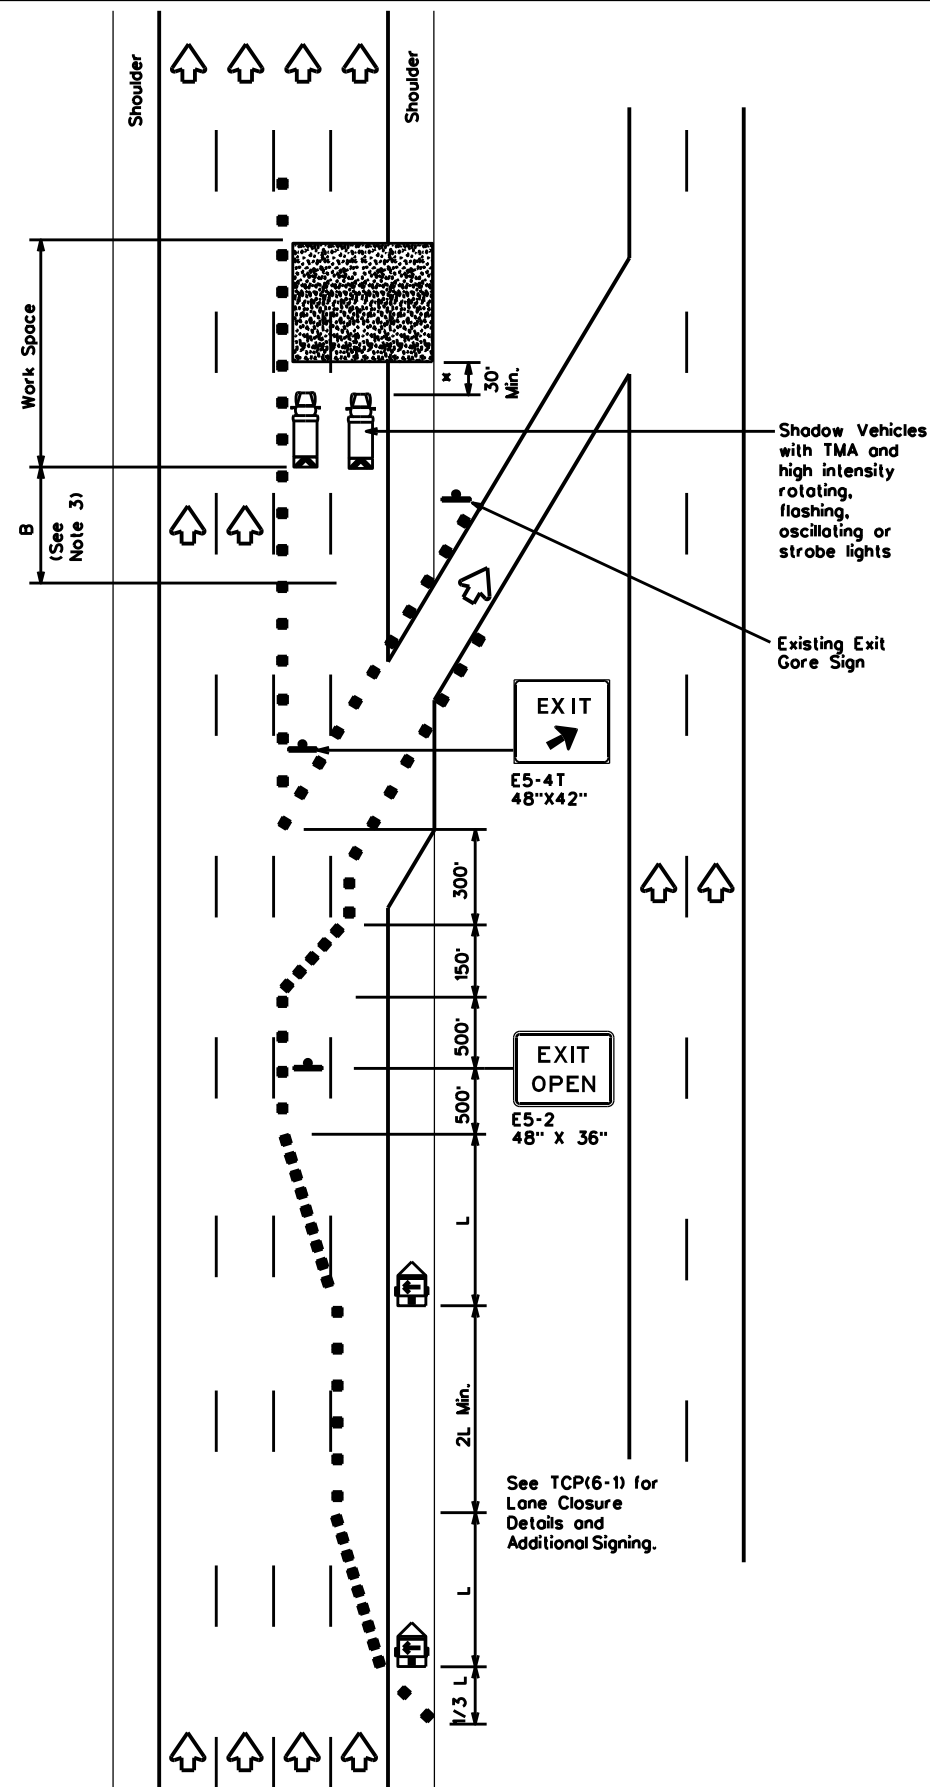 Shoulder
Shoulder
Work Space
x
30'
Min.
Shadow Vehicles
with TMA and
high intensity
rotating,
flashing,
oscillating or
strobe lights
B
(See
Note 3)
Existing Exit
Gore Sign
EXIT
E5-4T
48"X42"
300'
150'
500'
EXIT
OPEN
500'
E5-2
48" X 36"
L
2L Min.
See TCP(6-1) for
Lane Closure
Details and
Additional Signing.
L
1/3 L